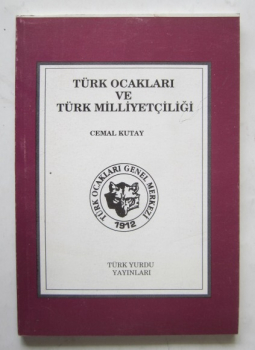 TÜRK OCAKLARI
VE
TÜRK MİLLİYETÇİLİĞİ
CEMAL KUTAY
TÜRK OCAKLARI GENEL MERKEZİ
1912
TÜRK YURDU
YAYINLARI